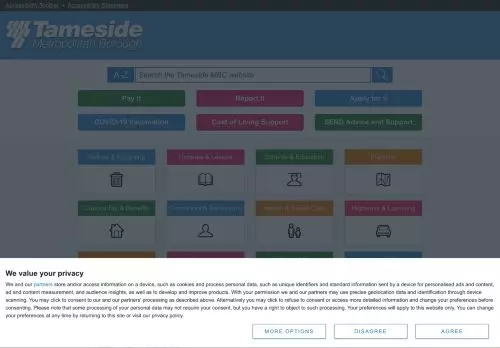 Accessibility Toolbar • Accessibility Statement
Tameside
Metropolitan Borough
A-Z Search the Tameside MBC website
Pay It Report It Apply for It
COVID-19 Vaccination Cost of Living Support SEND Advice and Support
Refuse & Recycling Libraries & Leisure Schools & Education Planning
Council Tax & Benefits Health & Social Care Highways & Licensing
We value your privacy
We and our partners store and/or access information on a device, such as cookies and process personal data, such as unique identifiers and standard information sent by a device for personalised ads and content,
ad and content measurement, and audience insights, as well as to develop and improve products. With your permission we and our partners may use precise geolocation data and identification through device
scanning. You may click to consent to our and our partners' processing as described above. Alternatively you may click to refuse to consent or access more detailed information and change your preferences before
consenting. Please note that some processing of your personal data may not require your consent, but you have a right to object to such processing. Your preferences will apply to this website only. You can change
your preferences at any time by returning to this site or visit our privacy policy.
MORE OPTIONS DISAGREE AGREE